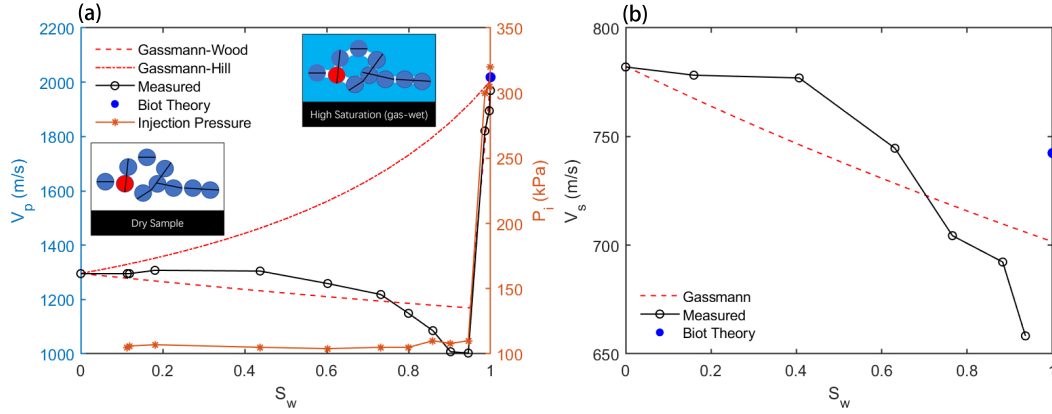 (a)
2200
2000
1800
1600
1400
1200
1000
V_p (m/s)
Gassmann-Wood
Gassmann-Hill
Measured
Biot Theory
Injection Pressure
Dry Sample
High Saturation (gas-wet)
350
300
250
200
150
100
P_i (kPa)
0 0.2 0.4 0.6 0.8 1
S_w
(b)
800
750
700
650
V_s (m/s)
Gassmann
Measured
Biot Theory
0 0.2 0.4 0.6 0.8 1
S_w